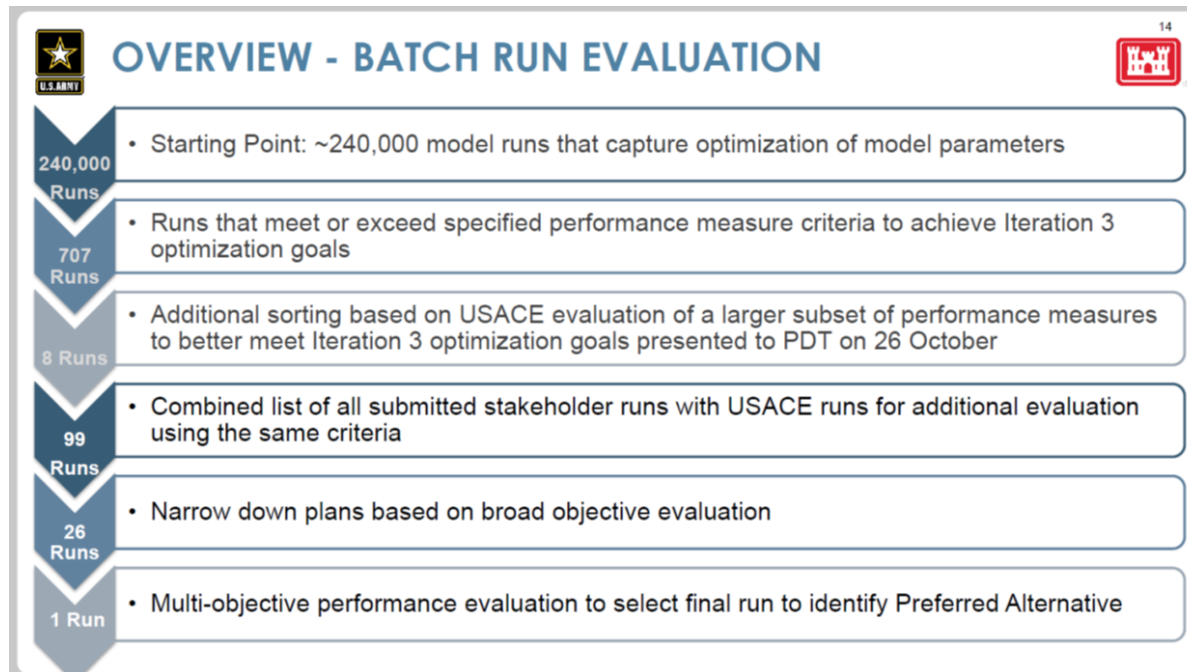 14
OVERVIEW - BATCH RUN EVALUATION
U.S.ARMY
240,000
Runs
• Starting Point: ~240,000 model runs that capture optimization of model parameters
707
Runs
• Runs that meet or exceed specified performance measure criteria to achieve Iteration 3
optimization goals
8 Runs
• Additional sorting based on USACE evaluation of a larger subset of performance measures
to better meet Iteration 3 optimization goals presented to PDT on 26 October
99
Runs
• Combined list of all submitted stakeholder runs with USACE runs for additional evaluation
using the same criteria
26
Runs
• Narrow down plans based on broad objective evaluation
1 Run
• Multi-objective performance evaluation to select final run to identify Preferred Alternative